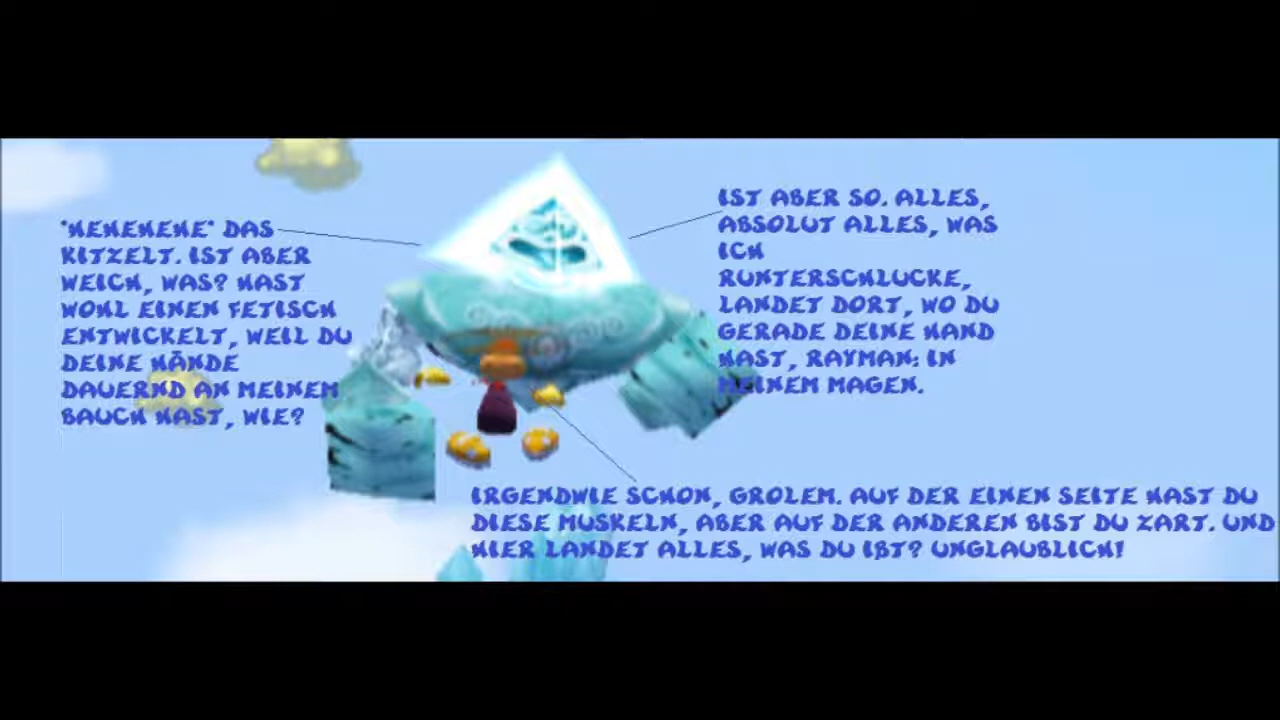 *HEHEHEHE* DAS
KITZELT. IST ABER
WEICH, WAS? HAST
WOHL EINEN FETISCH
ENTWICKELT, WEIL DU
DEINE HÄNDE
DAUERND AN MEINEM
BAUCH HAST, WIE?
IST ABER SO. ALLES,
ABSOLUT ALLES, WAS
ICH
RUNTERSCHLUCKE,
LANDET DORT, WO DU
GERADE DEINE HAND
HAST, RAYMAN: IN
MEINEM MAGEN.
IRGENDWIE SCHON, GROLEM. AUF DER EINEN SEITE HAST DU
DIESE MUSKELN, ABER AUF DER ANDEREN BIST DU ZART. UND
HIER LANDET ALLES, WAS DU IßT? UNGLAUBLICH!